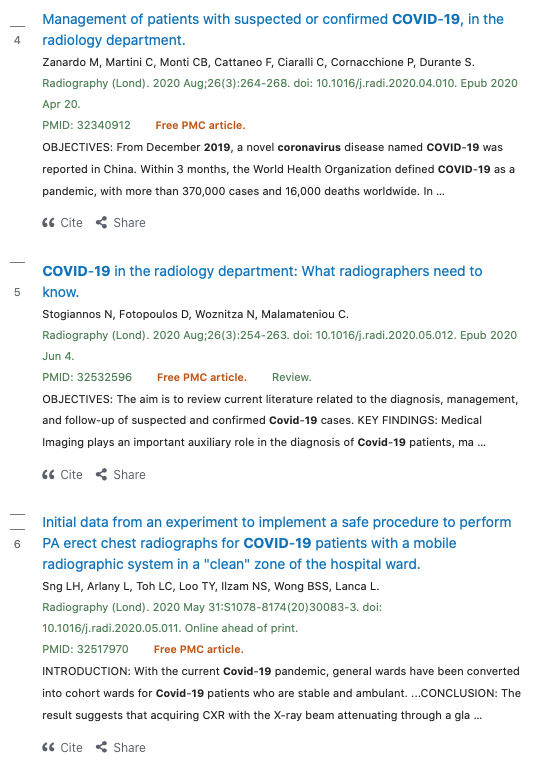 4
Management of patients with suspected or confirmed COVID-19, in the
radiology department.
Zanardo M, Martini C, Monti CB, Cattaneo F, Ciaralli C, Cornacchione P, Durante S.
Radiography (Lond). 2020 Aug;26(3):264-268. doi: 10.1016/j.radi.2020.04.010. Epub 2020
Apr 20.
PMID: 32340912 Free PMC article.
OBJECTIVES: From December 2019, a novel coronavirus disease named COVID-19 was
reported in China. Within 3 months, the World Health Organization defined COVID-19 as a
pandemic, with more than 370,000 cases and 16,000 deaths worldwide. In ...
Cite Share
5
COVID-19 in the radiology department: What radiographers need to
know.
Stogiannos N, Fotopoulos D, Woznitza N, Malamateniou C.
Radiography (Lond). 2020 Aug;26(3):254-263. doi: 10.1016/j.radi.2020.05.012. Epub 2020
Jun 4.
PMID: 32532596 Free PMC article. Review.
OBJECTIVES: The aim is to review current literature related to the diagnosis, management,
and follow-up of suspected and confirmed Covid-19 cases. KEY FINDINGS: Medical
Imaging plays an important auxiliary role in the diagnosis of Covid-19 patients, ma ...
Cite Share
6
Initial data from an experiment to implement a safe procedure to perform
PA erect chest radiographs for COVID-19 patients with a mobile
radiographic system in a "clean" zone of the hospital ward.
Sng LH, Arlany L, Toh LC, Loo TY, Ilzam NS, Wong BSS, Lanca L.
Radiography (Lond). 2020 May 31:S1078-8174(20)30083-3. doi:
10.1016/j.radi.2020.05.011. Online ahead of print.
PMID: 32517970 Free PMC article.
INTRODUCTION: With the current Covid-19 pandemic, general wards have been converted
into cohort wards for Covid-19 patients who are stable and ambulant. ...CONCLUSION: The
result suggests that acquiring CXR with the X-ray beam attenuating through a gla ...
Cite Share